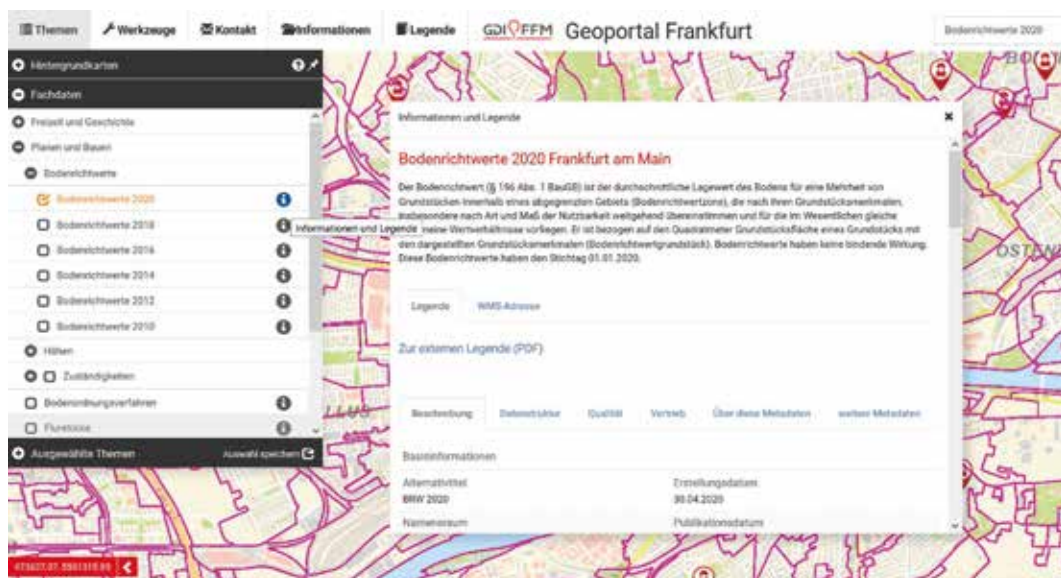 Themen Werkzeuge Kontakt Informationen Legende GDI FFM Geoportal Frankfurt Bodenrichtwerte 2020
Hintergrundkarten
Fachdaten
Freizeit und Geschichte
Planen und Bauen
Bodenrichtwerte
Bodenrichtwerte 2020
Bodenrichtwerte 2018
Bodenrichtwerte 2016
Bodenrichtwerte 2014
Bodenrichtwerte 2012
Bodenrichtwerte 2010
Höhen
Zuständigkeiten
Bodenordnungsverfahren
Flurstücke
Ausgewählte Themen Auswahl speichern
Informationen und Legende
Informationen und Legende
Bodenrichtwerte 2020 Frankfurt am Main
Der Bodenrichtwert (§ 196 Abs. 1 BauGB) ist der durchschnittliche Lagewert des Bodens für eine Mehrheit von
Grundstücken innerhalb eines abgegrenzten Gebiets (Bodenrichtwertzone), die nach ihren Grundstücksmerkmalen,
insbesondere nach Art und Maß der Nutzbarkeit weitgehend übereinstimmen und für die im Wesentlichen gleiche
meine Wertverhältnisse vorliegen. Er ist bezogen auf den Quadratmeter Grundstücksfläche eines Grundstücks mit
den dargestellten Grundstücksmerkmalen (Bodenrichtwertgrundstück). Bodenrichtwerte haben keine bindende Wirkung.
Diese Bodenrichtwerte haben den Stichtag 01.01.2020.
Legende WMS-Adresse
Zur externen Legende (PDF)
Beschreibung Datenstruktur Qualität Vertrieb Über diese Metadaten weitere Metadaten
Basisinformationen
Alternativtitel Erstellungsdatum
BRW 2020 30.04.2020
Namensraum Publikationsdatum
OSTEN
LLUS